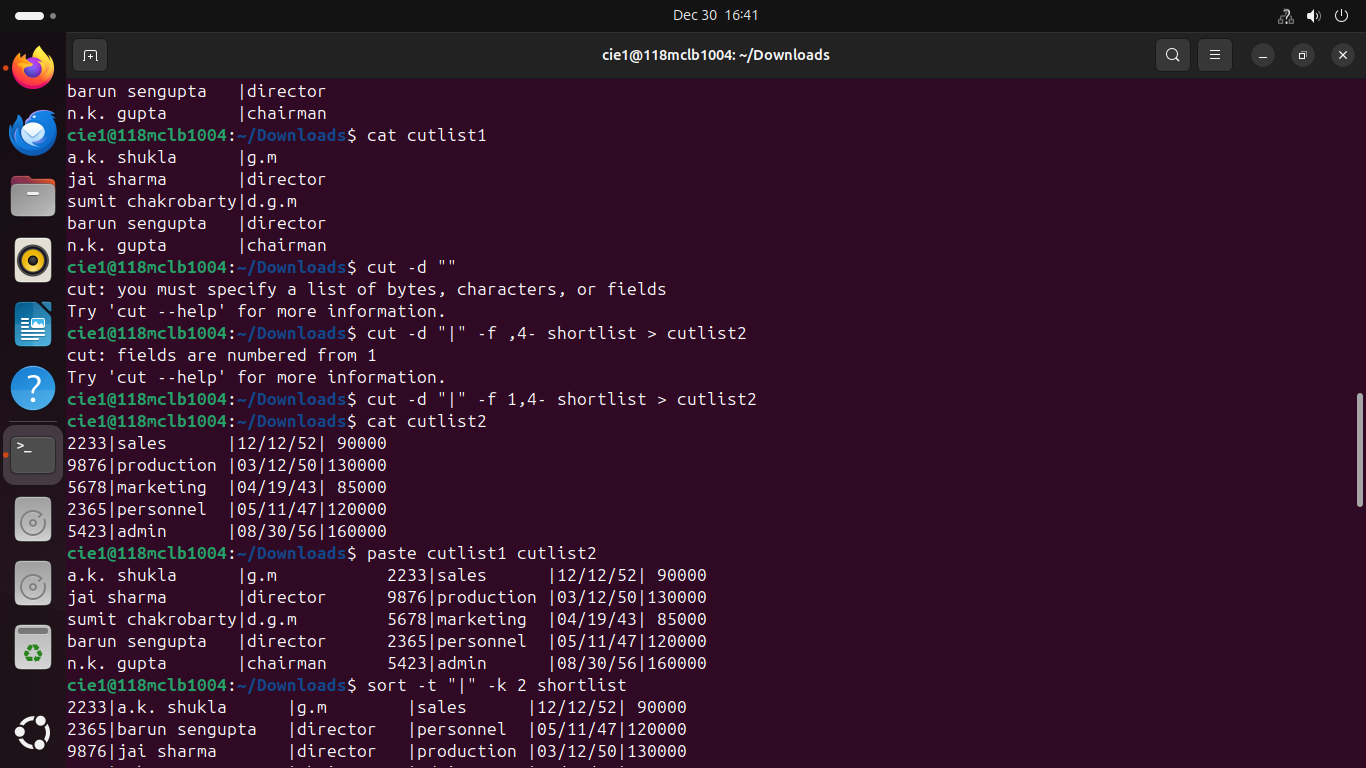 Dec 30 16:41
cie1@118mclb1004: ~/Downloads
barun sengupta   |director
n.k. gupta       |chairman
cie1@118mclb1004:~/Downloads$ cat cutlist1
a.k. shukla      |g.m
jai sharma       |director
sumit chakrobarty|d.g.m
barun sengupta   |director
n.k. gupta       |chairman
cie1@118mclb1004:~/Downloads$ cut -d ""
cut: you must specify a list of bytes, characters, or fields
Try 'cut --help' for more information.
cie1@118mclb1004:~/Downloads$ cut -d "|" -f ,4- shortlist > cutlist2
cut: fields are numbered from 1
Try 'cut --help' for more information.
cie1@118mclb1004:~/Downloads$ cut -d "|" -f 1,4- shortlist > cutlist2
cie1@118mclb1004:~/Downloads$ cat cutlist2
2233|sales      |12/12/52| 90000
9876|production |03/12/50|130000
5678|marketing  |04/19/43| 85000
2365|personnel  |05/11/47|120000
5423|admin      |08/30/56|160000
cie1@118mclb1004:~/Downloads$ paste cutlist1 cutlist2
a.k. shukla      |g.m           2233|sales      |12/12/52| 90000
jai sharma       |director      9876|production |03/12/50|130000
sumit chakrobarty|d.g.m         5678|marketing  |04/19/43| 85000
barun sengupta   |director      2365|personnel  |05/11/47|120000
n.k. gupta       |chairman      5423|admin      |08/30/56|160000
cie1@118mclb1004:~/Downloads$ sort -t "|" -k 2 shortlist
2233|a.k. shukla      |g.m        |sales      |12/12/52| 90000
2365|barun sengupta   |director   |personnel  |05/11/47|120000
9876|jai sharma       |director   |production |03/12/50|130000